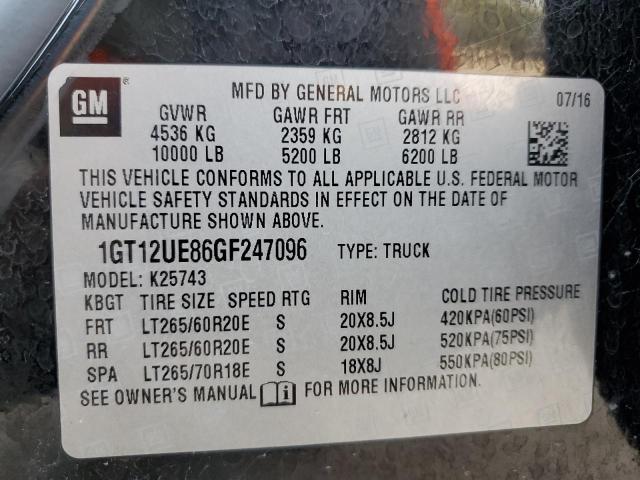 GM
MFD BY GENERAL MOTORS LLC 07/16
GVWR GAWR FRT GAWR RR
4536 KG 2359 KG 2812 KG
10000 LB 5200 LB 6200 LB
THIS VEHICLE CONFORMS TO ALL APPLICABLE U.S. FEDERAL MOTOR
VEHICLE SAFETY STANDARDS IN EFFECT ON THE DATE OF
MANUFACTURE SHOWN ABOVE.
1GT12UE86GF247096 TYPE: TRUCK
MODEL: K25743
KBGT TIRE SIZE SPEED RTG RIM COLD TIRE PRESSURE
FRT LT265/60R20E S 20X8.5J 420KPA(60PSI)
RR LT265/60R20E S 20X8.5J 520KPA(75PSI)
SPA LT265/70R18E S 18X8J 550KPA(80PSI)
SEE OWNER'S MANUAL FOR MORE INFORMATION.